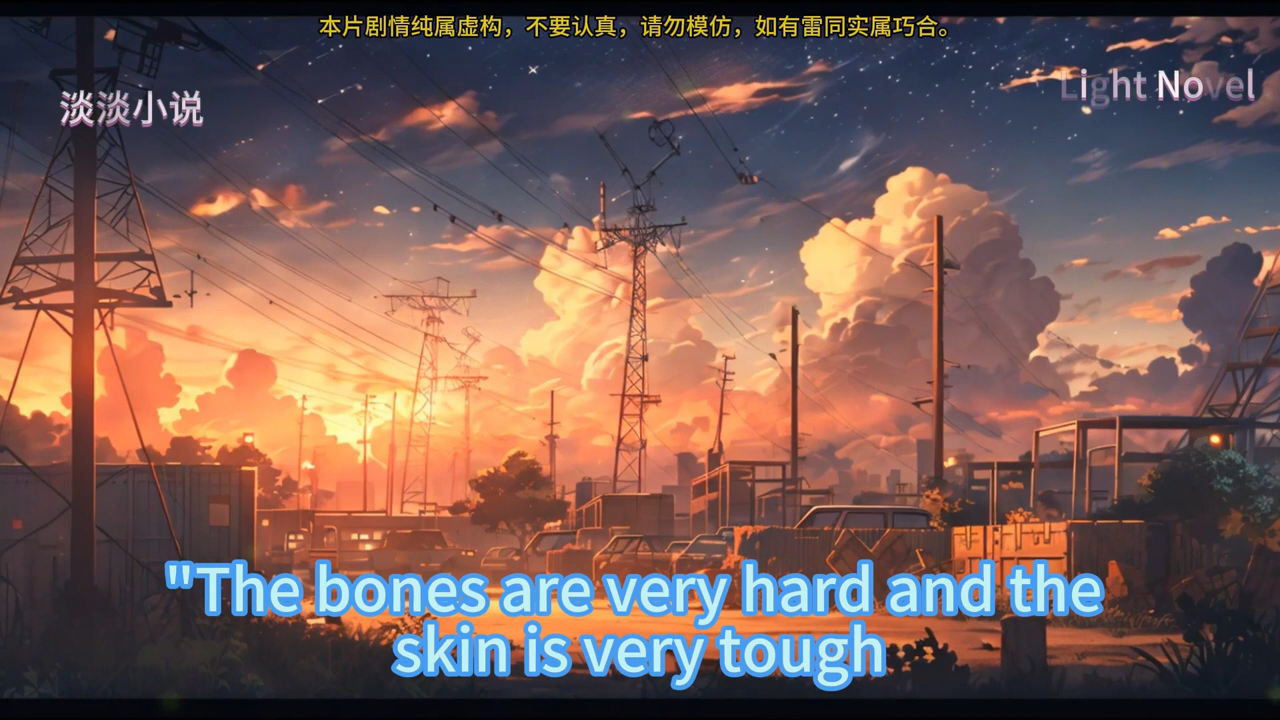 本片剧情纯属虚构，不要认真，请勿模仿，如有雷同实属巧合。
淡淡小说
Light Novel
"The bones are very hard and the
skin is very tough